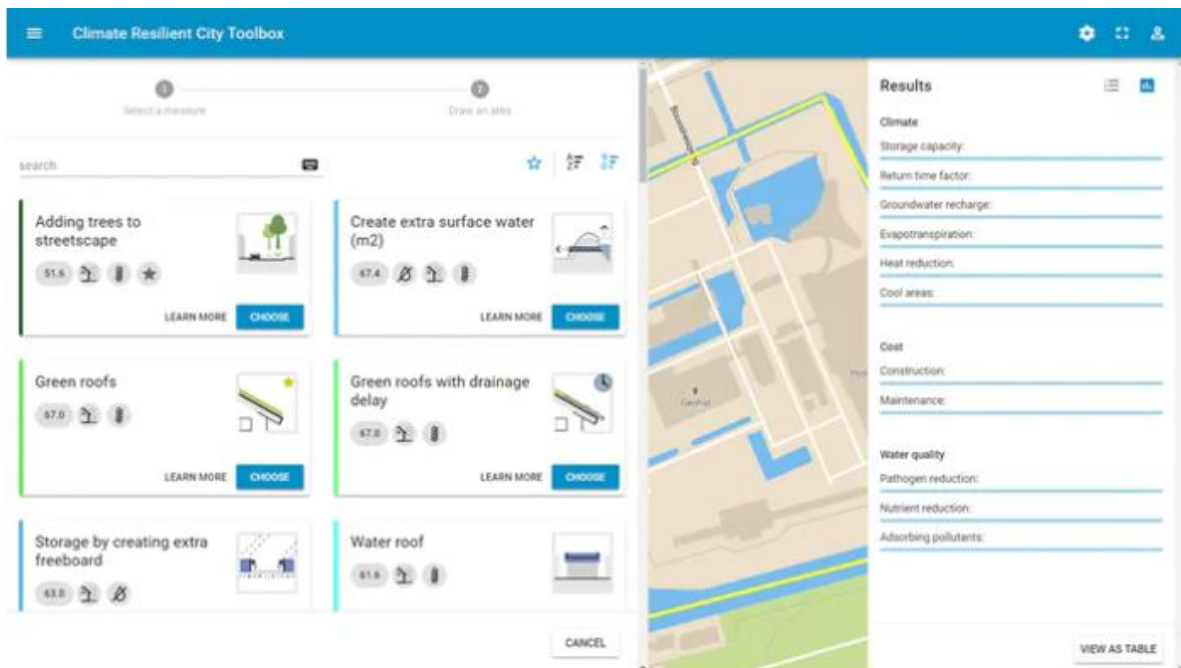 Climate Resilient City Toolbox
1
Select a measure
2
Draw an area
search
Adding trees to
streetscape
51.6
LEARN MORE
CHOOSE
Create extra surface water
(m2)
67.4
LEARN MORE
CHOOSE
Green roofs
67.0
LEARN MORE
CHOOSE
Green roofs with drainage
delay
67.0
LEARN MORE
CHOOSE
Storage by creating extra
freeboard
63.0
Water roof
61.6
CANCEL
Results
Climate
Storage capacity:
Return time factor:
Groundwater recharge:
Evapotranspiration:
Heat reduction:
Cool areas:
Cost
Construction:
Maintenance:
Water quality
Pathogen reduction:
Nutrient reduction:
Adsorbing pollutants:
VIEW AS TABLE